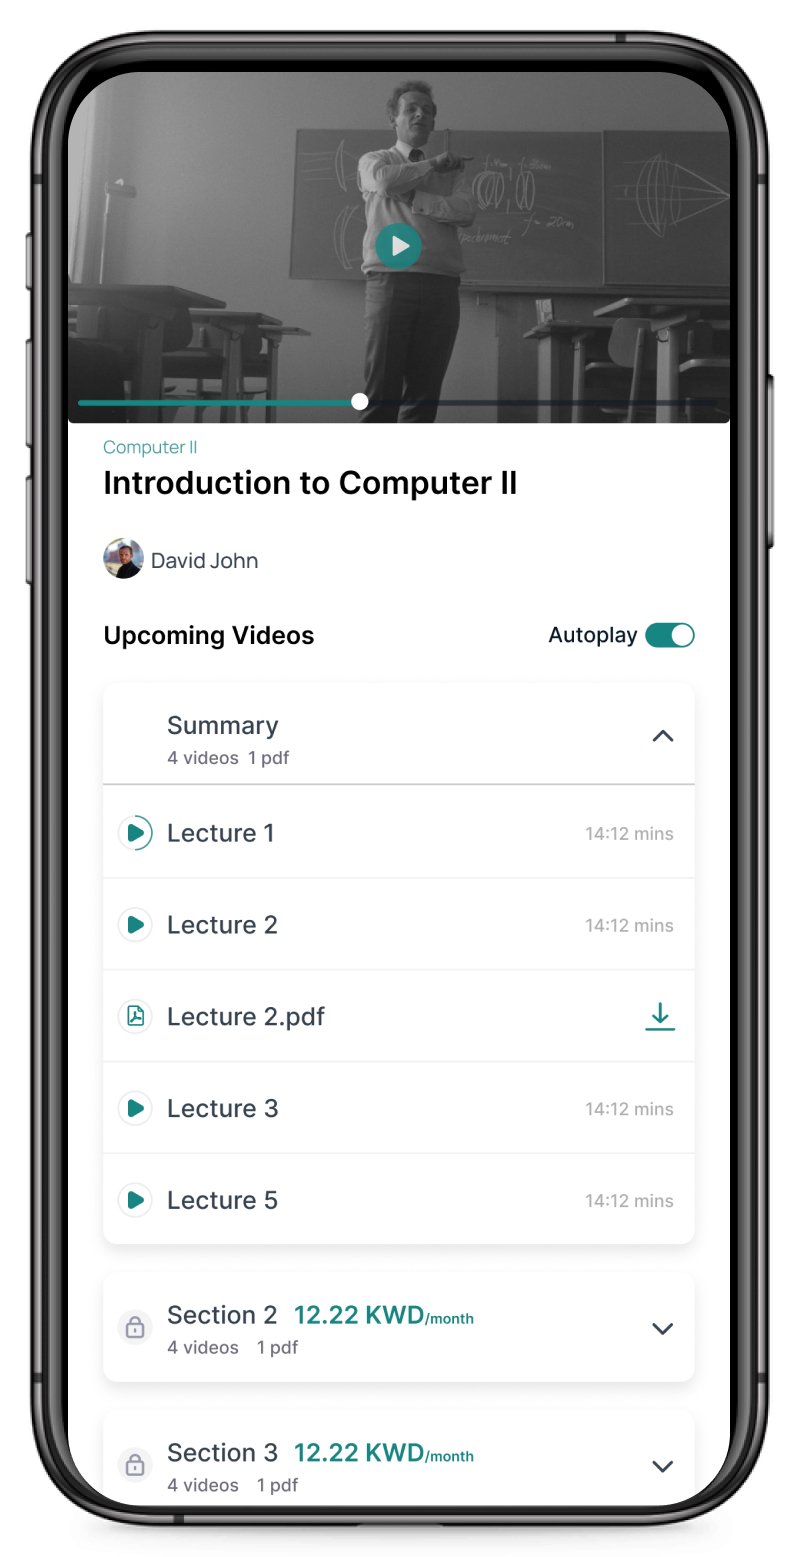 f = 20mm
Computer II
Introduction to Computer II
David John
Upcoming Videos
Autoplay
Summary
4 videos 1 pdf
Lecture 1
14:12 mins
Lecture 2
14:12 mins
Lecture 2.pdf
Lecture 3
14:12 mins
Lecture 5
14:12 mins
Section 2 12.22 KWD/month
4 videos 1 pdf
Section 3 12.22 KWD/month
4 videos 1 pdf